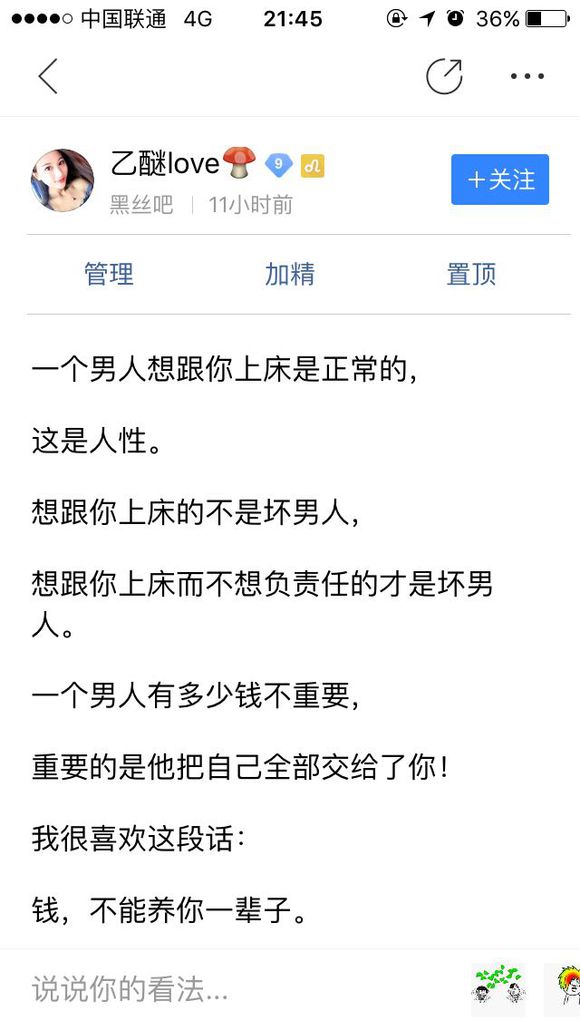 中国联通 4G 21:45 36%
乙醚love 9
黑丝吧 | 11小时前
+关注
管理 加精 置顶
一个男人想跟你上床是正常的,
这是人性。
想跟你上床的不是坏男人,
想跟你上床而不想负责任的才是坏男
人。
一个男人有多少钱不重要,
重要的是他把自己全部交给了你!
我很喜欢这段话:
钱，不能养你一辈子。
说说你的看法...